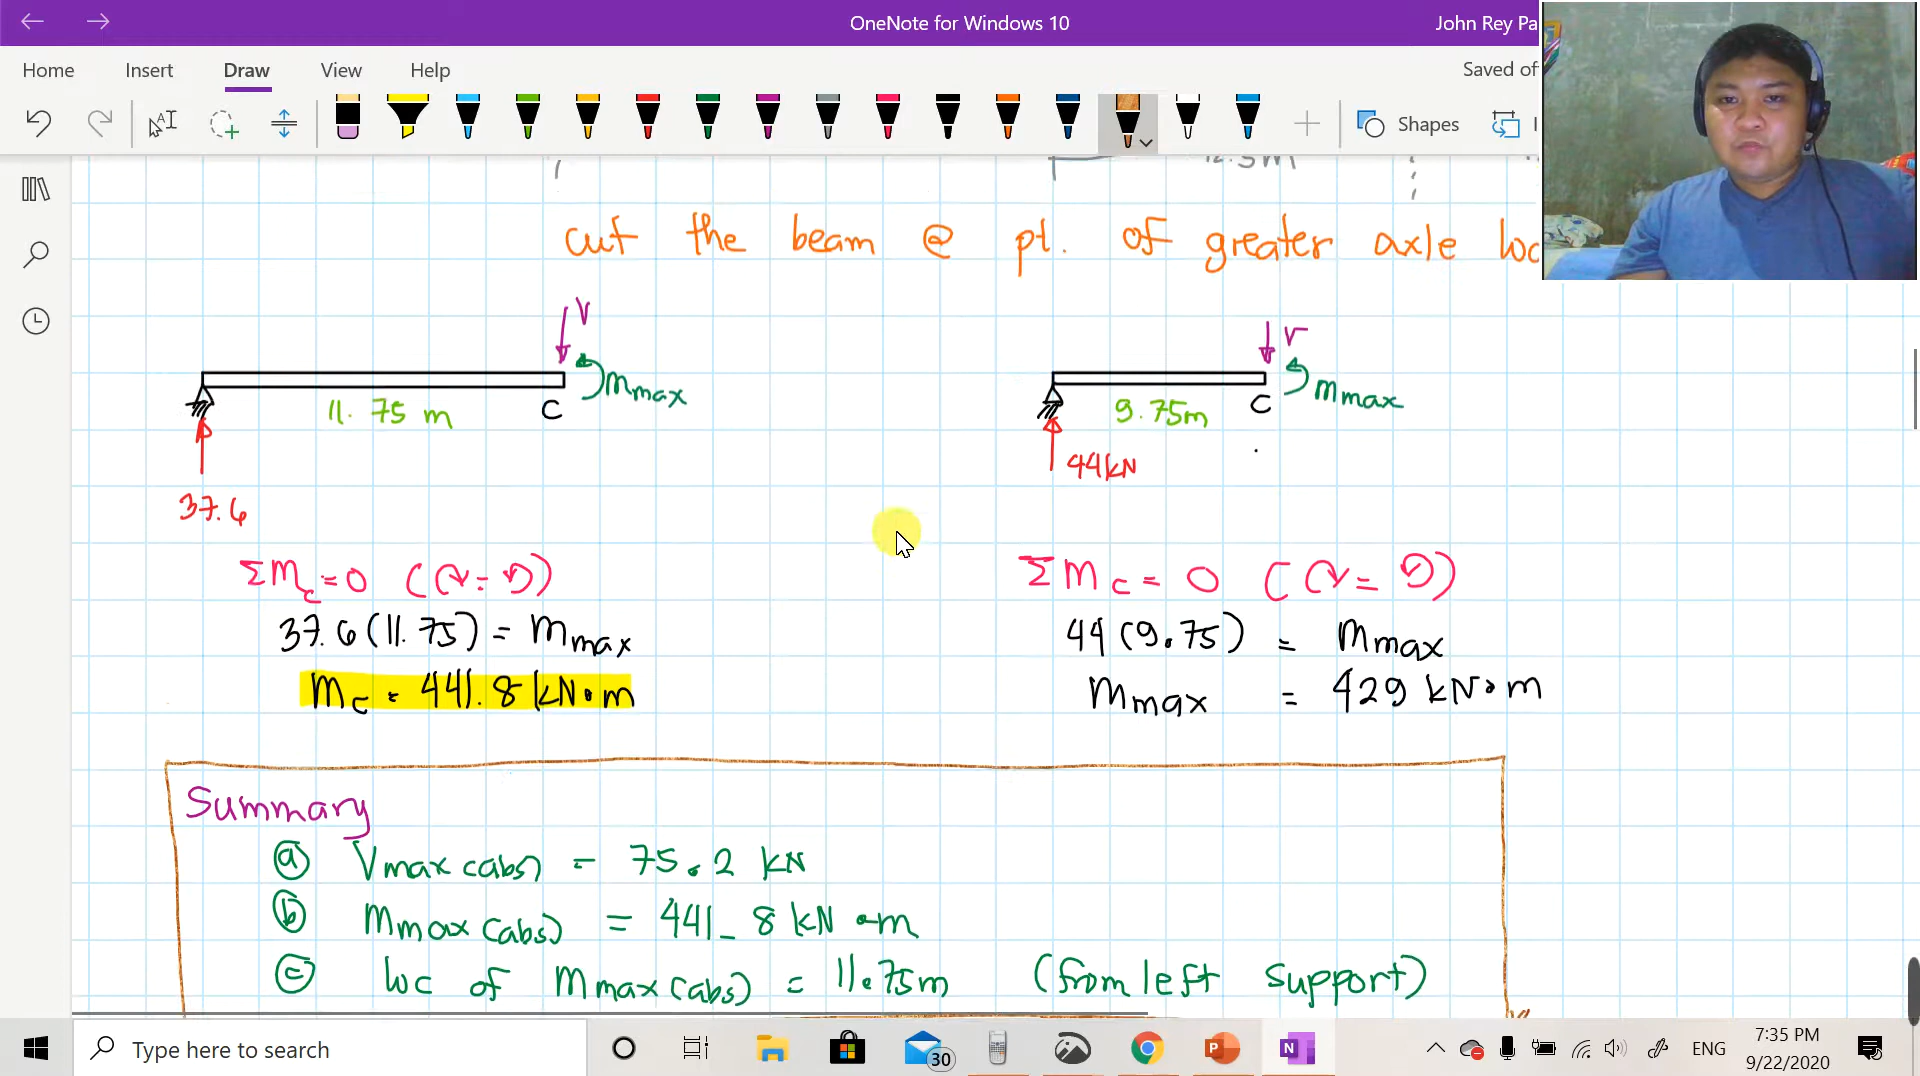 OneNote for Windows 10
John Rey Pa
Home Insert Draw View Help
Saved of
Shapes
12.5m
cut the beam @ pt. of greater axle loa
V
Mmax
11.75 m
C
37.6
V
Mmax
9.75m
C
44kN
ΣMc=0 (↷=↶)
37.6(11.75) = Mmax
Mc = 441.8 kN•m
ΣMc = 0 (↷=↶)
44(9.75) = Mmax
Mmax = 429 kN•m
Summary
ⓐ Vmax(abs) = 75.2 kN
ⓑ Mmax(abs) = 441.8 kN•m
ⓒ loc of Mmax(abs) = 11.75m (from left support)
Type here to search
30
ENG
7:35 PM
9/22/2020